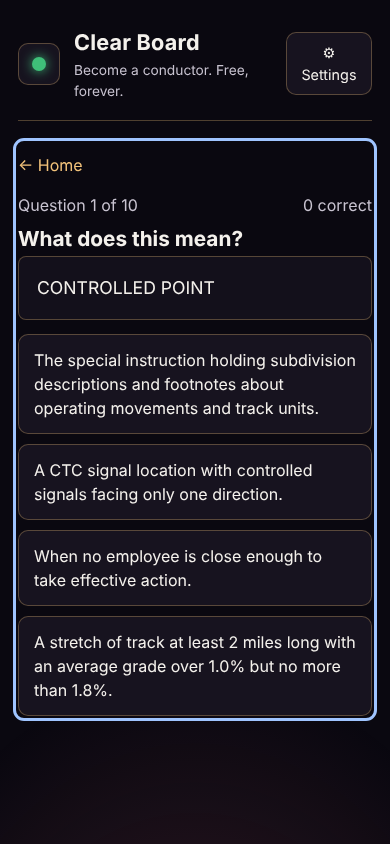 Clear Board
Become a conductor. Free,
forever.
⚙
Settings
← Home
Question 1 of 10
0 correct
What does this mean?
CONTROLLED POINT
The special instruction holding subdivision
descriptions and footnotes about
operating movements and track units.
A CTC signal location with controlled
signals facing only one direction.
When no employee is close enough to
take effective action.
A stretch of track at least 2 miles long with
an average grade over 1.0% but no more
than 1.8%.